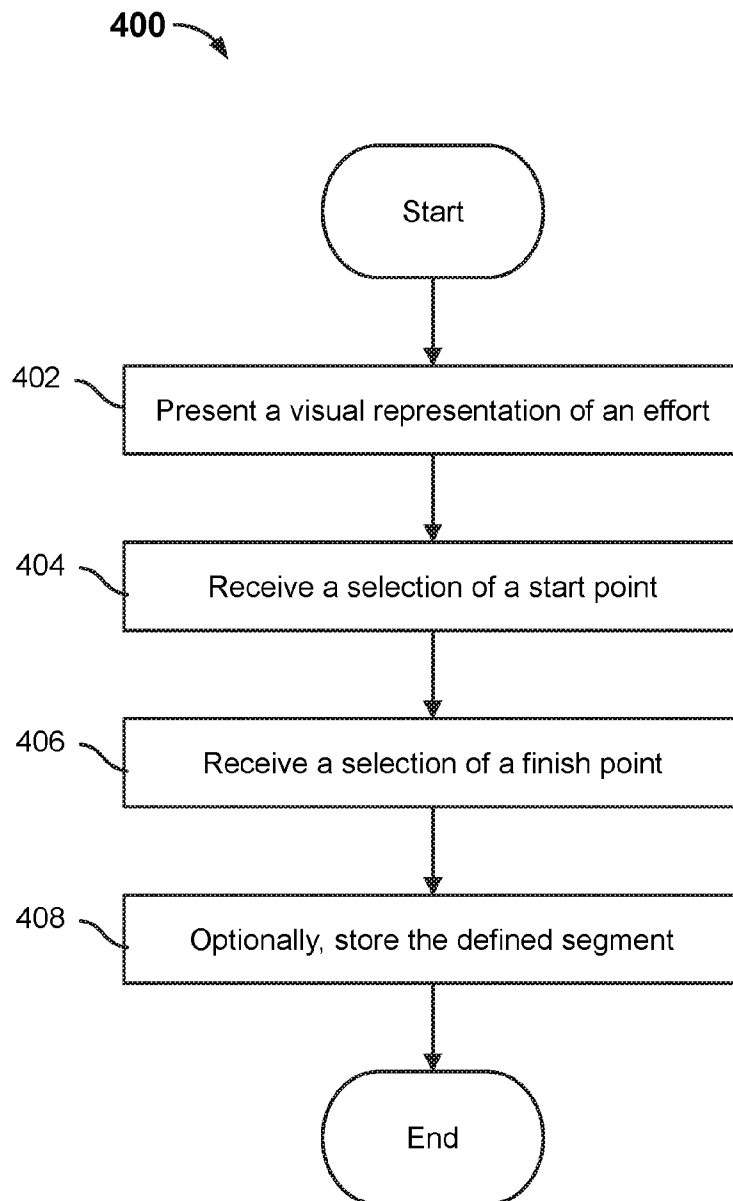 400
Start
402
Present a visual representation of an effort
404
Receive a selection of a start point
406
Receive a selection of a finish point
408
Optionally, store the defined segment
End